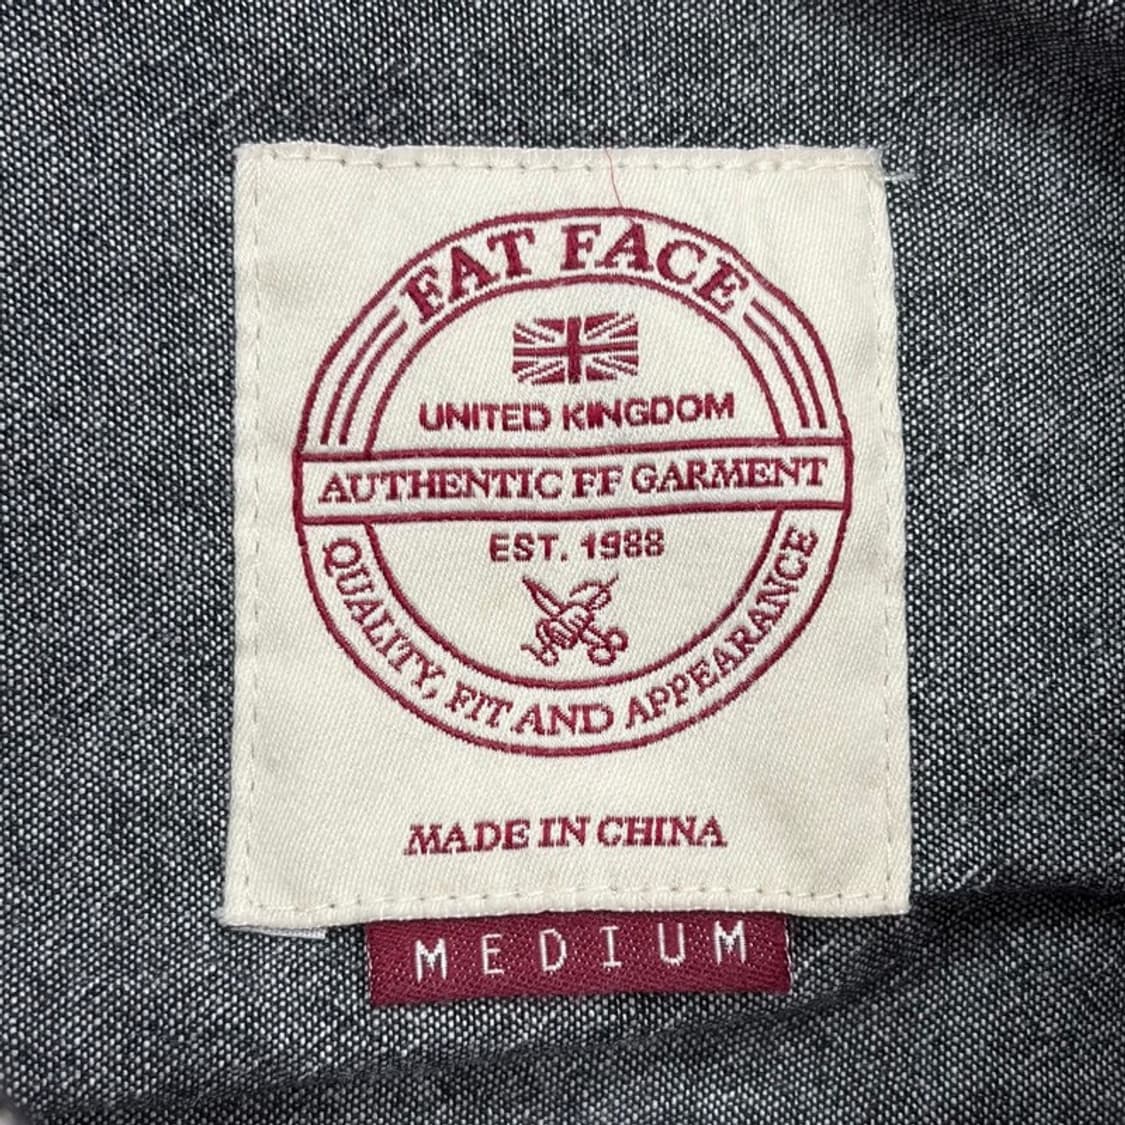 FAT FACE
UNITED KINGDOM
AUTHENTIC FF GARMENT
EST. 1988
QUALITY, FIT AND APPEARANCE
MADE IN CHINA
MEDIUM